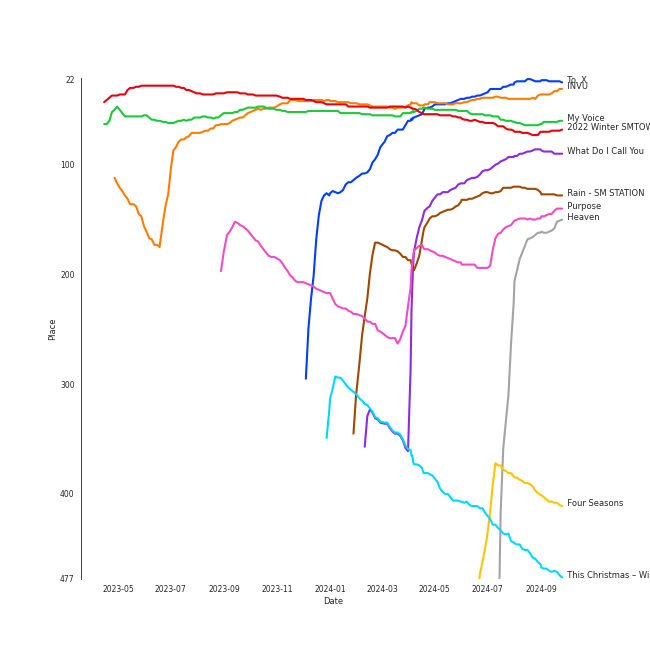 22
100
200
300
400
477
Place
To. X
INVU
My Voice
2022 Winter SMTOW
What Do I Call You
Rain - SM STATION
Purpose
Heaven
Four Seasons
This Christmas – Wi
2023-05 2023-07 2023-09 2023-11 2024-01 2024-03 2024-05 2024-07 2024-09
Date